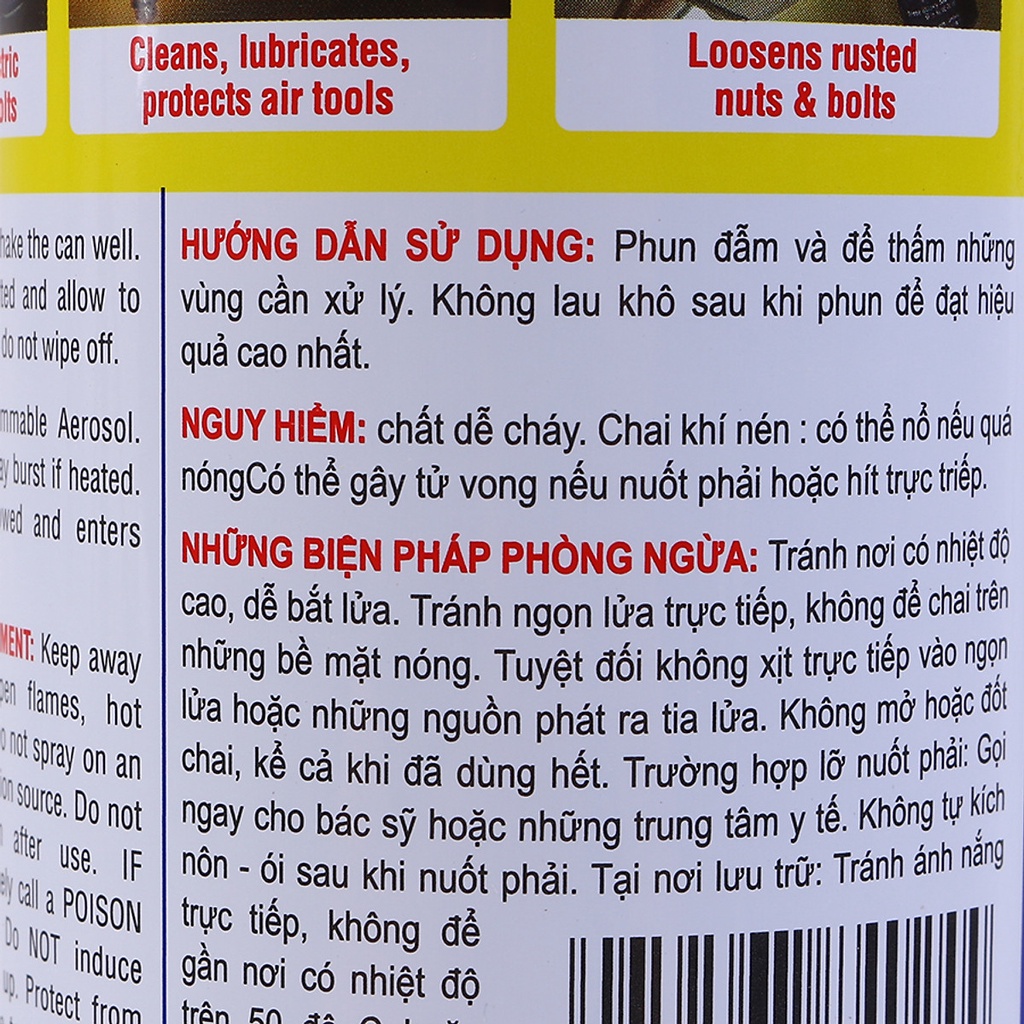 Cleans, lubricates,
protects air tools
Loosens rusted
nuts & bolts
the can well.
and allow to
do not wipe off.
Aerosol.
burst if heated.
and enters
Keep away
flames, hot
not spray on an
source. Do not
after use. IF
call a POISON
Do NOT induce
up. Protect from
HƯỚNG DẪN SỬ DỤNG: Phun đẫm và để thấm những
vùng cần xử lý. Không lau khô sau khi phun để đạt hiệu
quả cao nhất.
NGUY HIỂM: chất dễ cháy. Chai khí nén : có thể nổ nếu quá
nóngCó thể gây tử vong nếu nuốt phải hoặc hít trực triếp.
NHỮNG BIỆN PHÁP PHÒNG NGỪA: Tránh nơi có nhiệt độ
cao, dễ bắt lửa. Tránh ngọn lửa trực tiếp, không để chai trên
những bề mặt nóng. Tuyệt đối không xịt trực tiếp vào ngọn
lửa hoặc những nguồn phát ra tia lửa. Không mở hoặc đốt
chai, kể cả khi đã dùng hết. Trường hợp lỡ nuốt phải: Gọi
ngay cho bác sỹ hoặc những trung tâm y tế. Không tự kích
nôn - ói sau khi nuốt phải. Tại nơi lưu trữ: Tránh ánh nắng
trực tiếp, không để
gần nơi có nhiệt độ
trên 50 độ